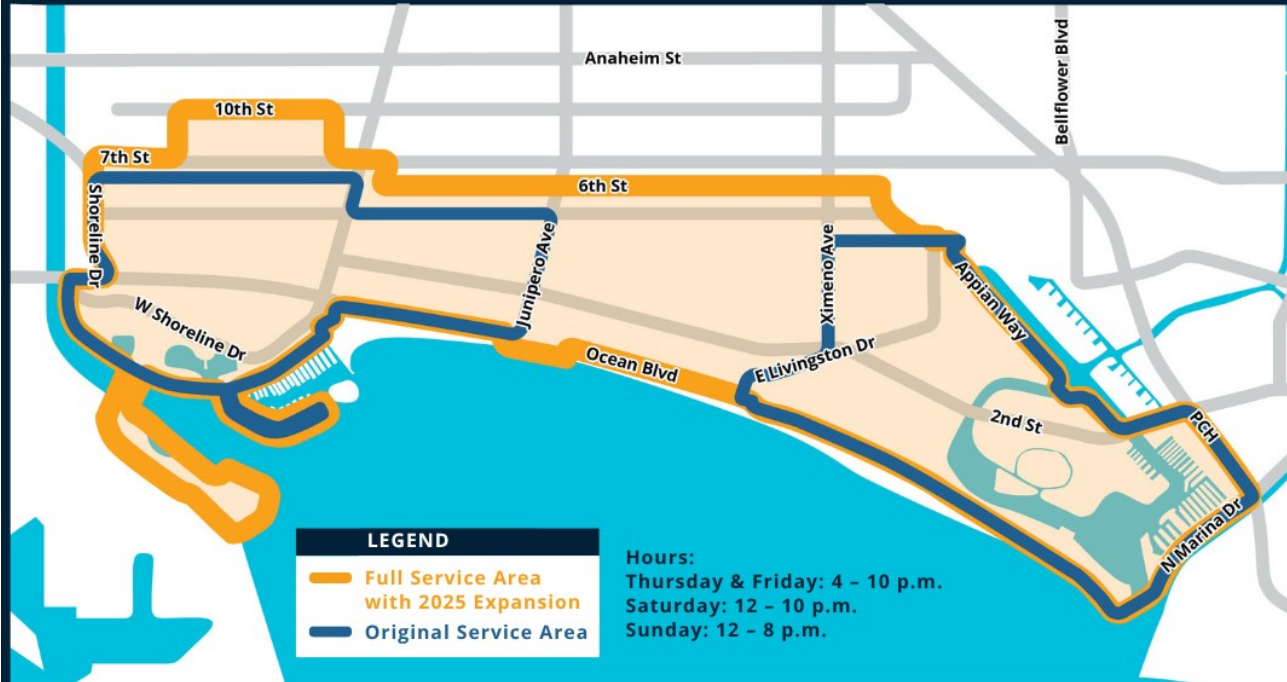 Anaheim St
Bellflower Blvd
10th St
7th St
6th St
Shoreline Dr
Junipero Ave
Ximeno Ave
Appian Way
W Shoreline Dr
Ocean Blvd
E Livingston Dr
2nd St
PCH
N Marina Dr
LEGEND
Full Service Area
with 2025 Expansion
Original Service Area
Hours:
Thursday & Friday: 4 – 10 p.m.
Saturday: 12 – 10 p.m.
Sunday: 12 – 8 p.m.